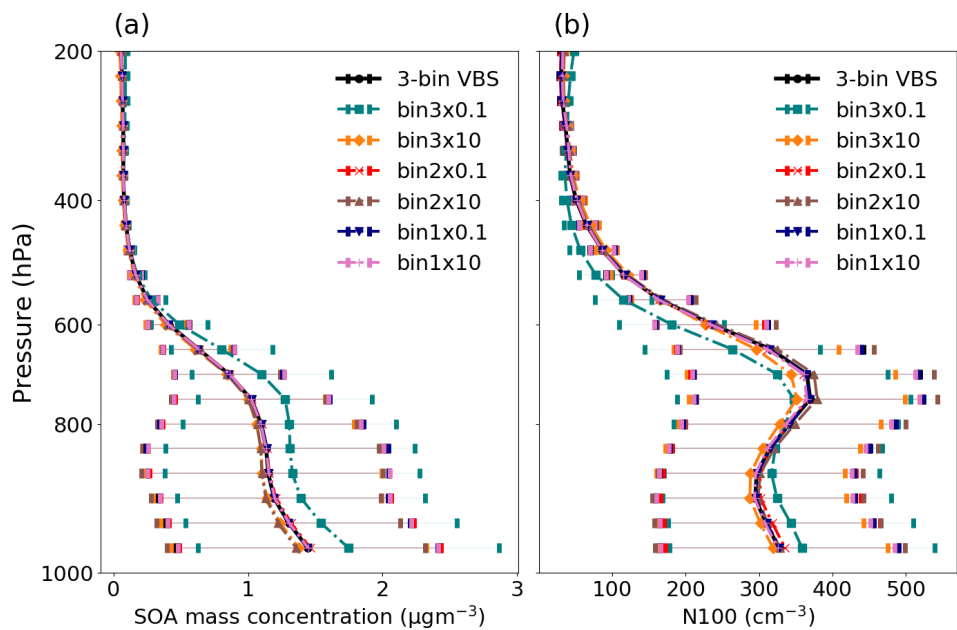 (a)
(b)
200
400
600
800
1000
Pressure (hPa)
3-bin VBS
bin3x0.1
bin3x10
bin2x0.1
bin2x10
bin1x0.1
bin1x10
3-bin VBS
bin3x0.1
bin3x10
bin2x0.1
bin2x10
bin1x0.1
bin1x10
0 1 2 3
100 200 300 400 500
SOA mass concentration (μgm⁻³)
N100 (cm⁻³)